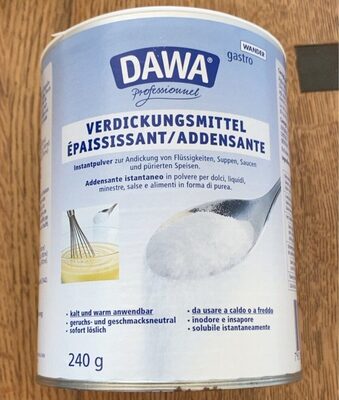 WANDER
gastro
DAWA®
Professionnel
VERDICKUNGSMITTEL
ÉPAISSISSANT/ADDENSANTE
Instantpulver zur Andickung von Flüssigkeiten, Suppen, Saucen
und pürierten Speisen.
Addensante istantaneo in polvere per dolci, liquidi,
minestre, salse e alimenti in forma di purea.
• kalt und warm anwendbar
• geruchs- und geschmacksneutral
• sofort löslich
• da usare a caldo o a freddo
• inodore e insapore
• solubile istantaneamente
240 g